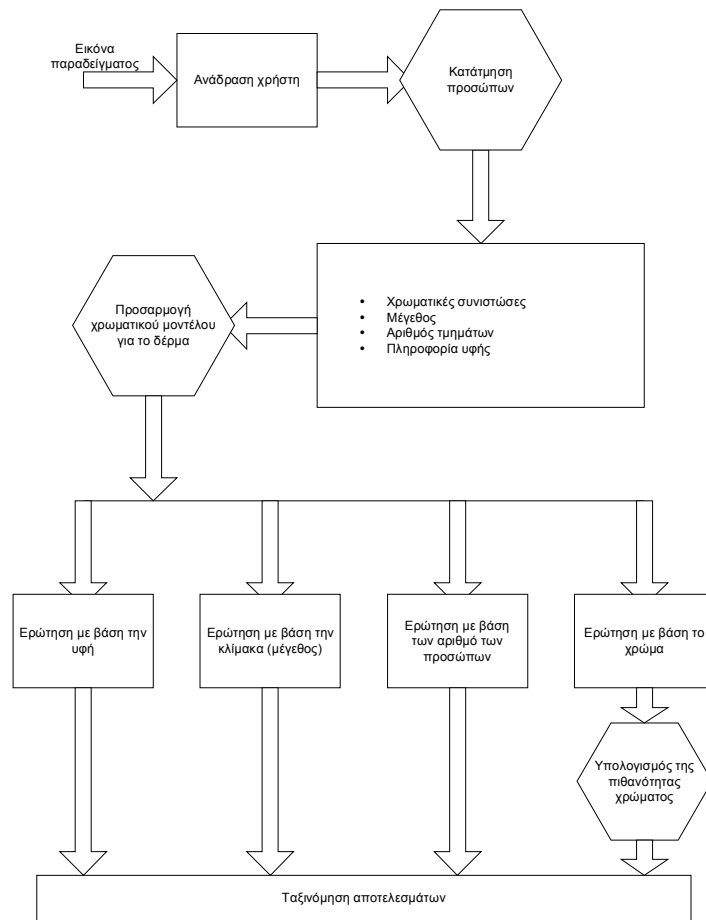 Εικόνα
παραδείγματος
Ανάδραση χρήστη
Κατάτμηση
προσώπων
Προσαρμογή
χρωματικού μοντέλου
για το δέρμα
• Χρωματικές συνιστώσες
• Μέγεθος
• Αριθμός τμημάτων
• Πληροφορία υφής
Ερώτηση με βάση την
υφή
Ερώτηση με βάση την
κλίμακα (μέγεθος)
Ερώτηση με βάση
των αριθμό των
προσώπων
Ερώτηση με βάση το
χρώμα
Υπολογισμός της
πιθανότητας
χρώματος
Ταξινόμηση αποτελεσμάτων